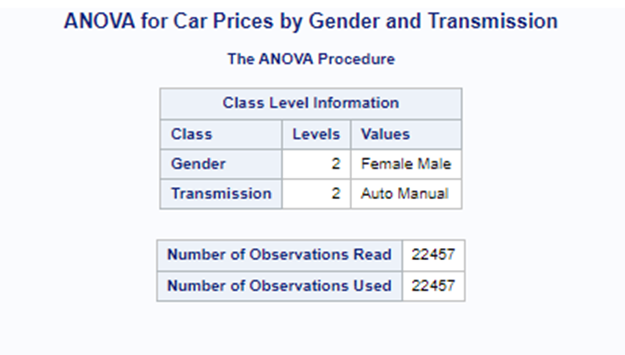 ANOVA for Car Prices by Gender and Transmission
The ANOVA Procedure
Class Level Information
Class Levels Values
Gender 2 Female Male
Transmission 2 Auto Manual
Number of Observations Read 22457
Number of Observations Used 22457